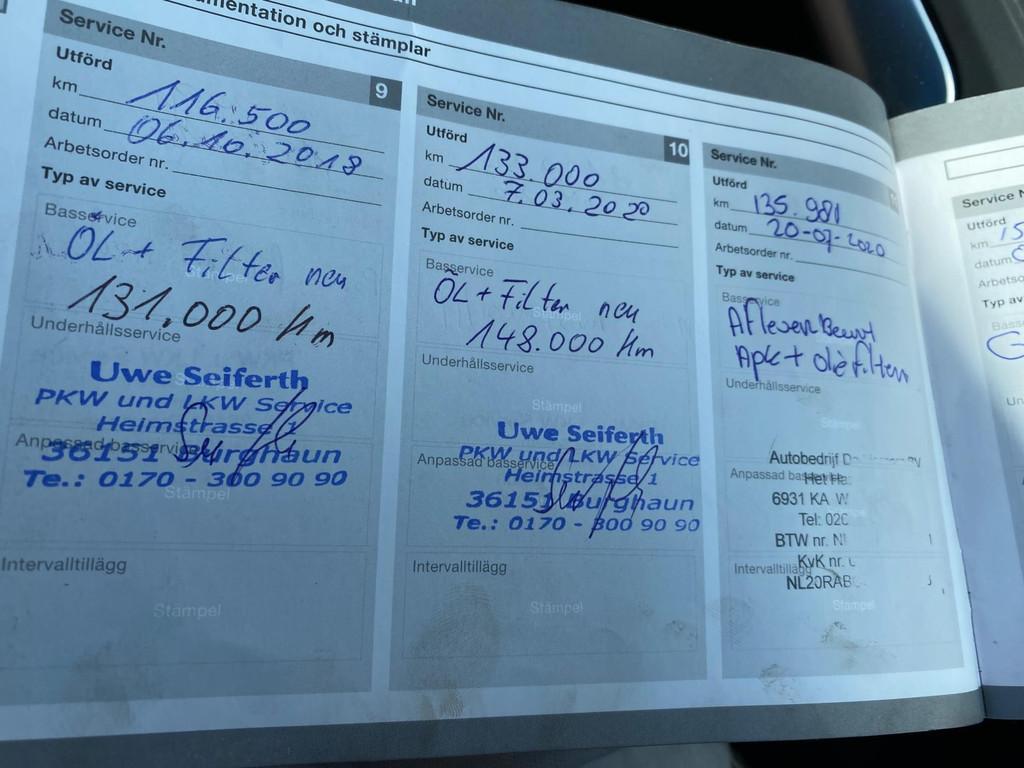 mentation och stämplar
Service Nr. 9
Utförd
km 116.500
datum 06.10.2018
Arbetsorder nr.
Typ av service
Basservice
ÖL + Filter neu
Stämpel
131.000 Km
Underhållsservice
Uwe Seiferth
PKW und LKW Service
Heimstrasse 1
Anpassad basservice
36151 Burghaun
Te.: 0170 - 300 90 90
Stämpel
Intervalltillägg
Stämpel
Service Nr. 10
Utförd
km 133.000
datum 7.03.2020
Arbetsorder nr.
Typ av service
Basservice
ÖL + Filter neu
Stämpel
148.000 Km
Underhållsservice
Stämpel
Uwe Seiferth
PKW und LKW Service
Anpassad basservice
Heimstrasse 1
36151 Burghaun
Te.: 0170 - 300 90 90
Intervalltillägg
Stämpel
Service Nr.
Utförd
km 135.981
datum 20-07-2020
Arbetsorder nr.
Typ av service
Basservice
Afleverbeurt
Apk + olie filter
Underhållsservice
Stämpel
Autobedrijf
Anpassad basservice
Het
6931 KA W
Tel: 020
BTW nr. NL
KvK nr.
Intervalltillägg
NL20RAB
Stämpel
Service N
Utförd
km
datum
Arbetso
Typ av